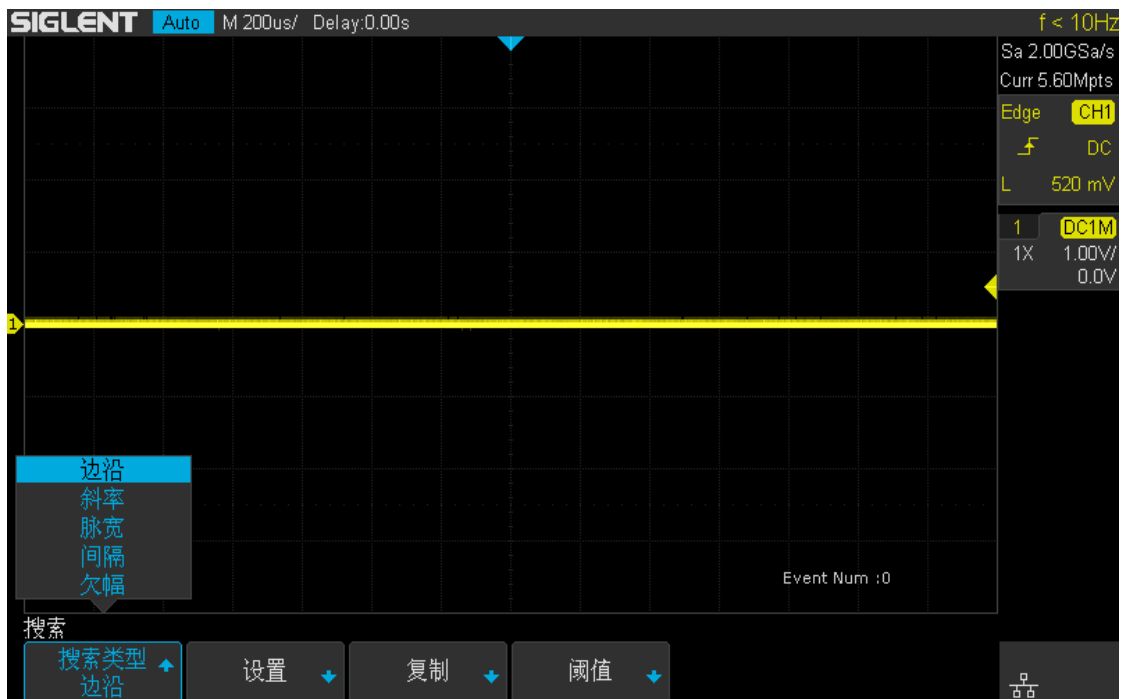 SIGLENT Auto M 200us/ Delay:0.00s f < 10Hz
Sa 2.00GSa/s
Curr 5.60Mpts
Edge CH1
DC
L 520 mV
1 DC1M
1X 1.00V/
0.0V
1
边沿
斜率
脉宽
间隔
欠幅
Event Num :0
搜索
搜索类型
边沿
设置
复制
阈值